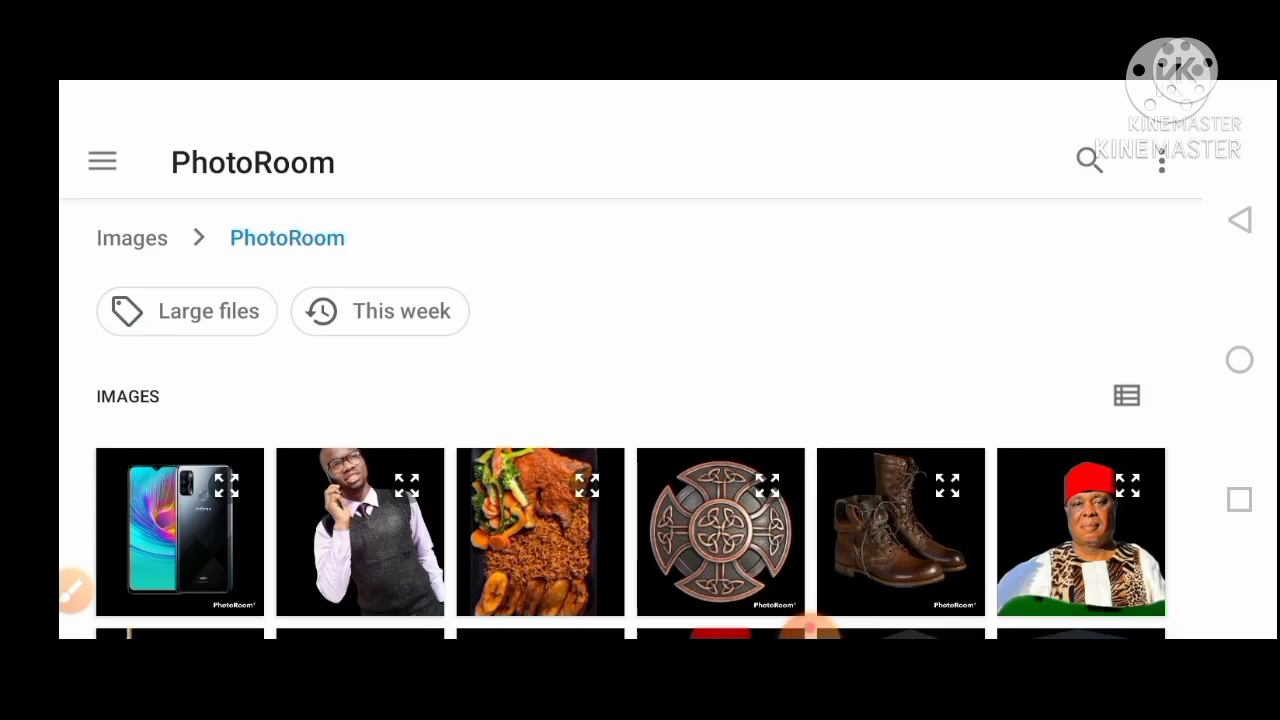 KINEMASTER
KINEMASTER
PhotoRoom
Images
PhotoRoom
Large files
This week
IMAGES
PhotoRoom
PhotoRoom
PhotoRoom